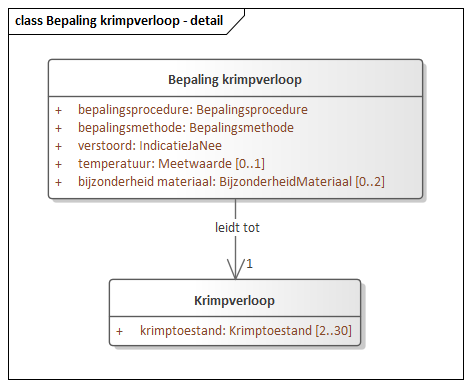 class Bepaling krimpverloop - detail
Bepaling krimpverloop
+ bepalingsprocedure: Bepalingsprocedure
+ bepalingsmethode: Bepalingsmethode
+ verstoord: IndicatieJaNee
+ temperatuur: Meetwaarde [0..1]
+ bijzonderheid materiaal: BijzonderheidMateriaal [0..2]
leidt tot
1
Krimpverloop
+ krimptoestand: Krimptoestand [2..30]